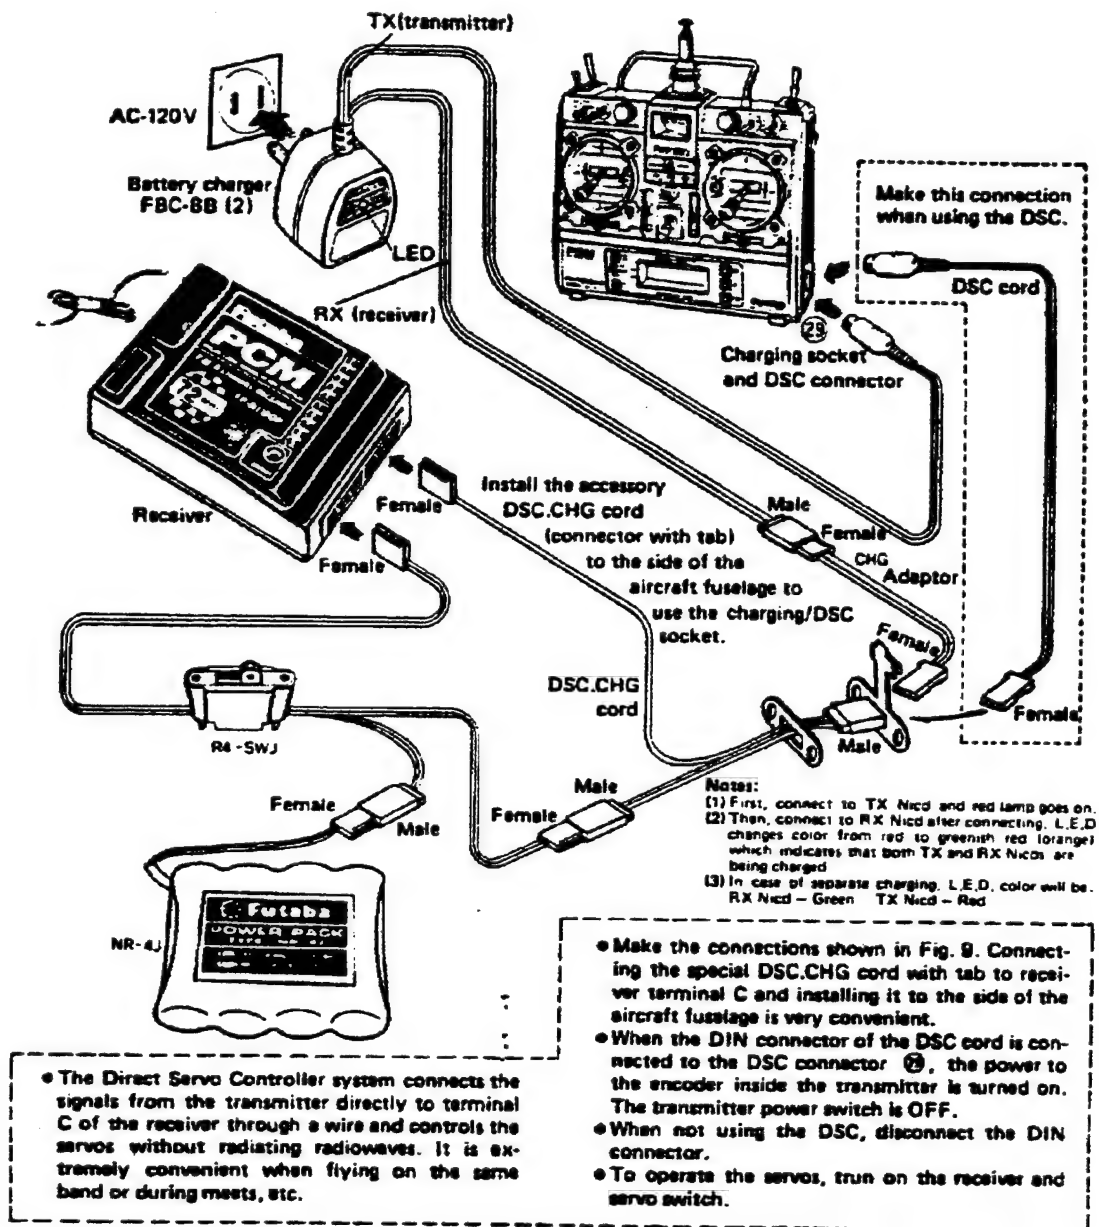 TX(transmitter)
AC-120V
Battery charger
FBC-8B (2)
LED
RX (receiver)
Make this connection
when using the DSC.
DSC cord
29
Charging socket
and DSC connector
PCM
Receiver
Female
Female
Install the accessory
DSC.CHG cord
(connector with tab)
to the side of the
aircraft fuselage to
use the charging/DSC
socket.
Male
Female
CHG
Adaptor
Female
Female
Male
DSC.CHG
cord
R4-SWJ
Female
Male
Female
Male
NR-4J
Futaba
POWER PACK
Notes:
(1) First, connect to TX Nicd and red lamp goes on.
(2) Then, connect to RX Nicd after connecting, L,E,D
changes color from red to greenish red (orange)
which indicates that both TX and RX Nicds are
being charged
(3) In case of separate charging, L,E,D, color will be.
RX Nicd – Green TX Nicd – Red
● Make the connections shown in Fig. 9. Connect-
ing the special DSC.CHG cord with tab to recei-
ver terminal C and installing it to the side of the
aircraft fuselage is very convenient.
● When the DIN connector of the DSC cord is con-
nected to the DSC connector 29, the power to
the encoder inside the transmitter is turned on.
The transmitter power switch is OFF.
● When not using the DSC, disconnect the DIN
connector.
● To operate the servos, trun on the receiver and
servo switch.
● The Direct Servo Controller system connects the
signals from the transmitter directly to terminal
C of the receiver through a wire and controls the
servos without radiating radiowaves. It is ex-
tremely convenient when flying on the same
band or during meets, etc.